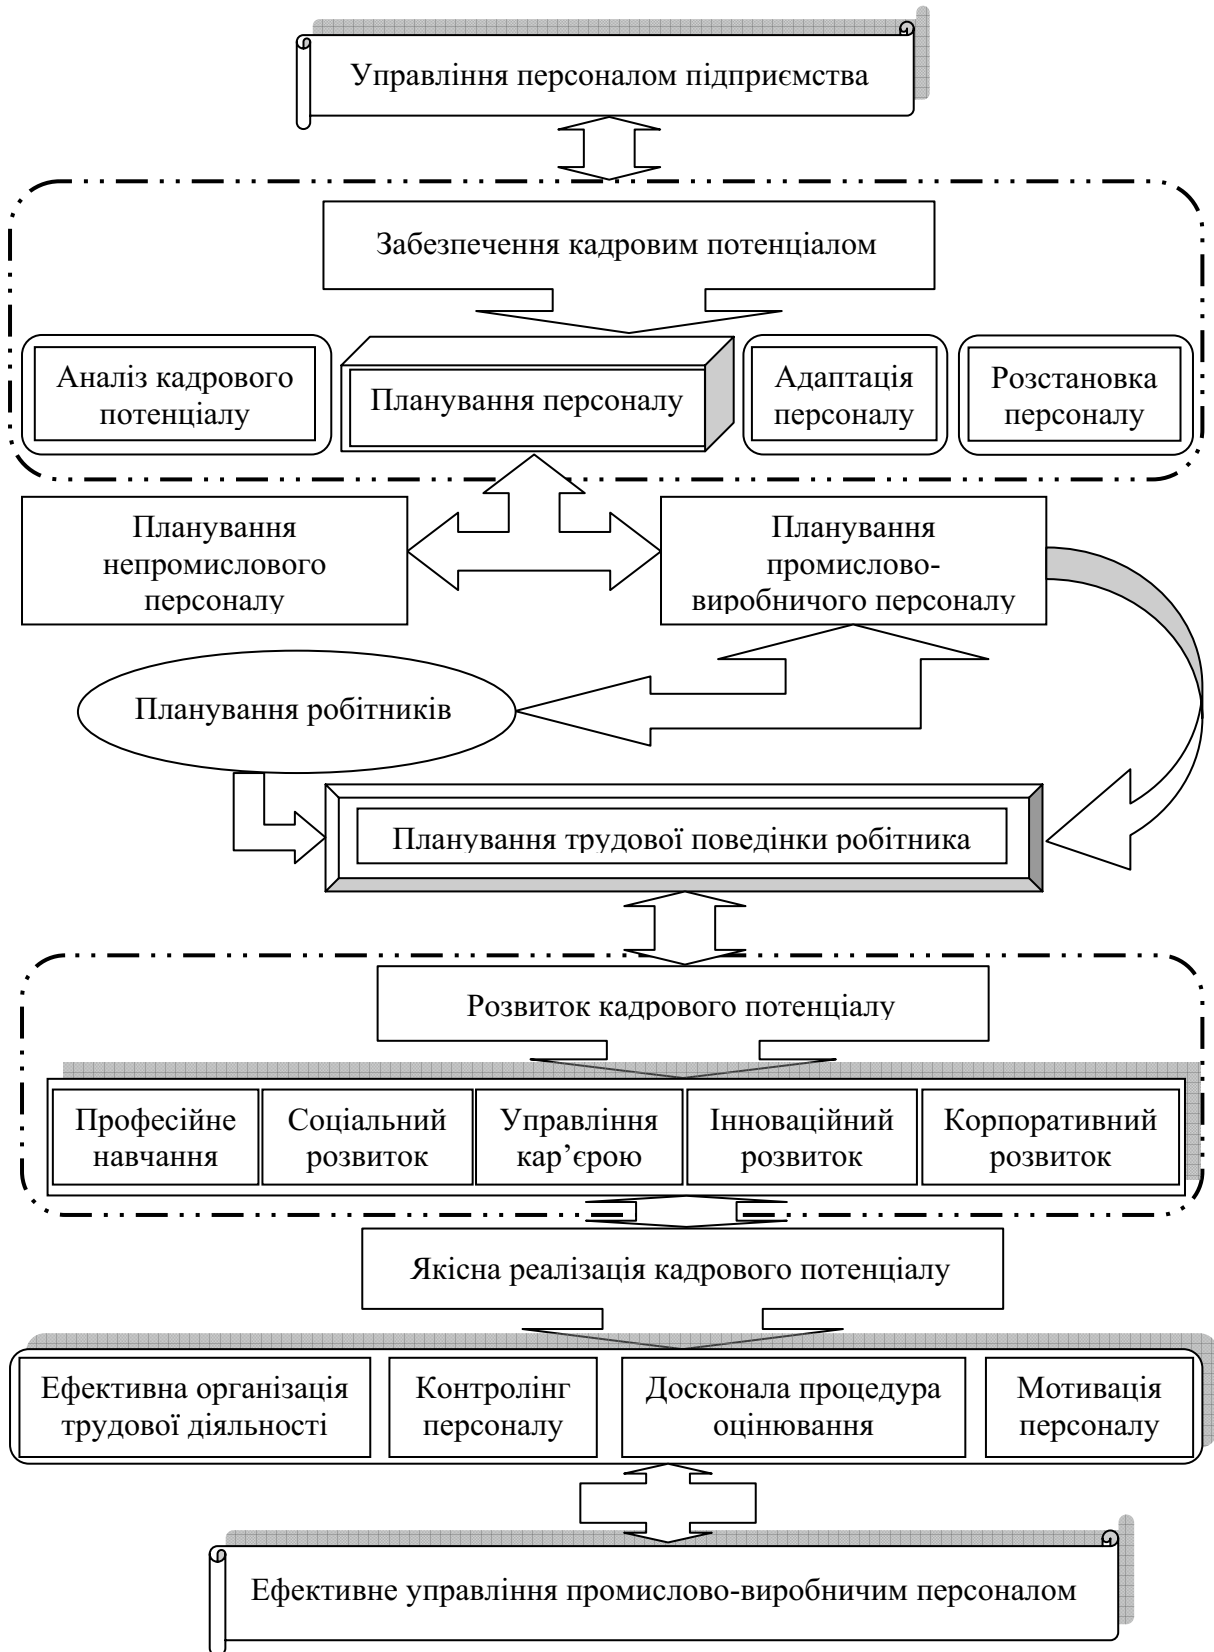 Управління персоналом підприємства
Забезпечення кадровим потенціалом
Аналіз кадрового
потенціалу
Планування персоналу
Адаптація
персоналу
Розстановка
персоналу
Планування
непромислового
персоналу
Планування
промислово-
виробничого персоналу
Планування робітників
Планування трудової поведінки робітника
Розвиток кадрового потенціалу
Професійне
навчання
Соціальний
розвиток
Управління
кар’єрою
Інноваційний
розвиток
Корпоративний
розвиток
Якісна реалізація кадрового потенціалу
Ефективна організація
трудової діяльності
Контролінг
персоналу
Досконала процедура
оцінювання
Мотивація
персоналу
Ефективне управління промислово-виробничим персоналом